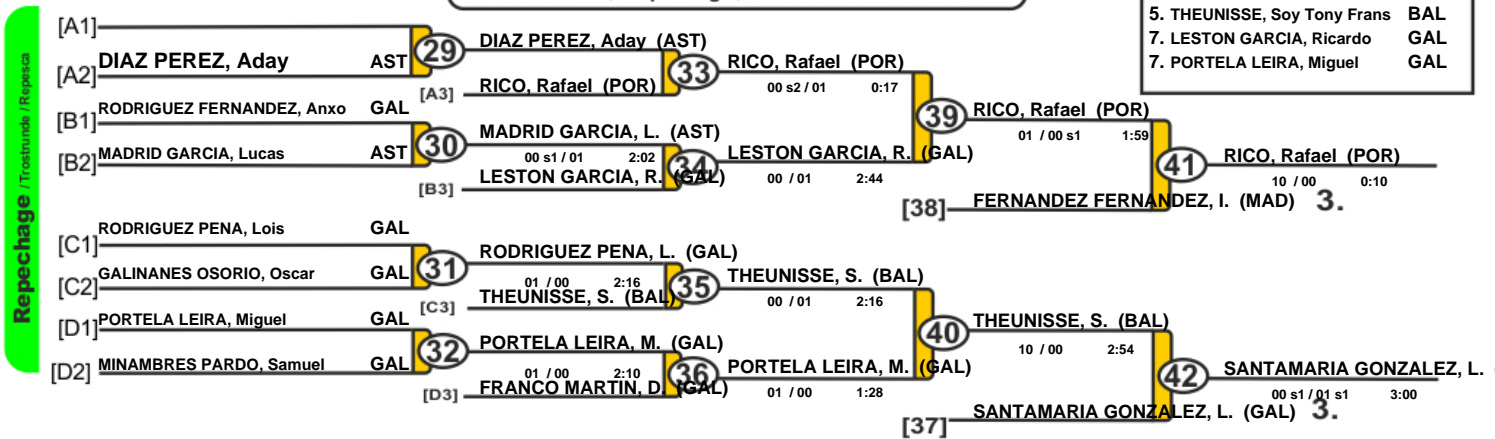 5. THEUNISSE, Soy Tony Frans BAL
7. LESTON GARCIA, Ricardo GAL
7. PORTELA LEIRA, Miguel GAL
Repechage / Trostrunde / Repesca
[A1]
[A2] DIAZ PEREZ, Aday AST
29
DIAZ PEREZ, Aday (AST)
[A3] RICO, Rafael (POR)
33
RICO, Rafael (POR)
00 s2 / 01 0:17
[B1] RODRIGUEZ FERNANDEZ, Anxo GAL
[B2] MADRID GARCIA, Lucas AST
30
MADRID GARCIA, L. (AST)
00 s1 / 01 2:02
[B3] LESTON GARCIA, R. (GAL)
34
LESTON GARCIA, R. (GAL)
00 / 01 2:44
39
RICO, Rafael (POR)
01 / 00 s1 1:59
[38] FERNANDEZ FERNANDEZ, I. (MAD) 3.
41
RICO, Rafael (POR)
10 / 00 0:10
[C1] RODRIGUEZ PENA, Lois GAL
[C2] GALINANES OSORIO, Oscar GAL
31
RODRIGUEZ PENA, L. (GAL)
01 / 00 2:16
[C3] THEUNISSE, S. (BAL)
35
THEUNISSE, S. (BAL)
00 / 01 2:16
[D1] PORTELA LEIRA, Miguel GAL
[D2] MINAMBRES PARDO, Samuel GAL
32
PORTELA LEIRA, M. (GAL)
01 / 00 2:10
[D3] FRANCO MARTIN, D. (GAL)
36
PORTELA LEIRA, M. (GAL)
01 / 00 1:28
40
THEUNISSE, S. (BAL)
10 / 00 2:54
[37] SANTAMARIA GONZALEZ, L. (GAL) 3.
42
SANTAMARIA GONZALEZ, L.
00 s1 / 01 s1 3:00